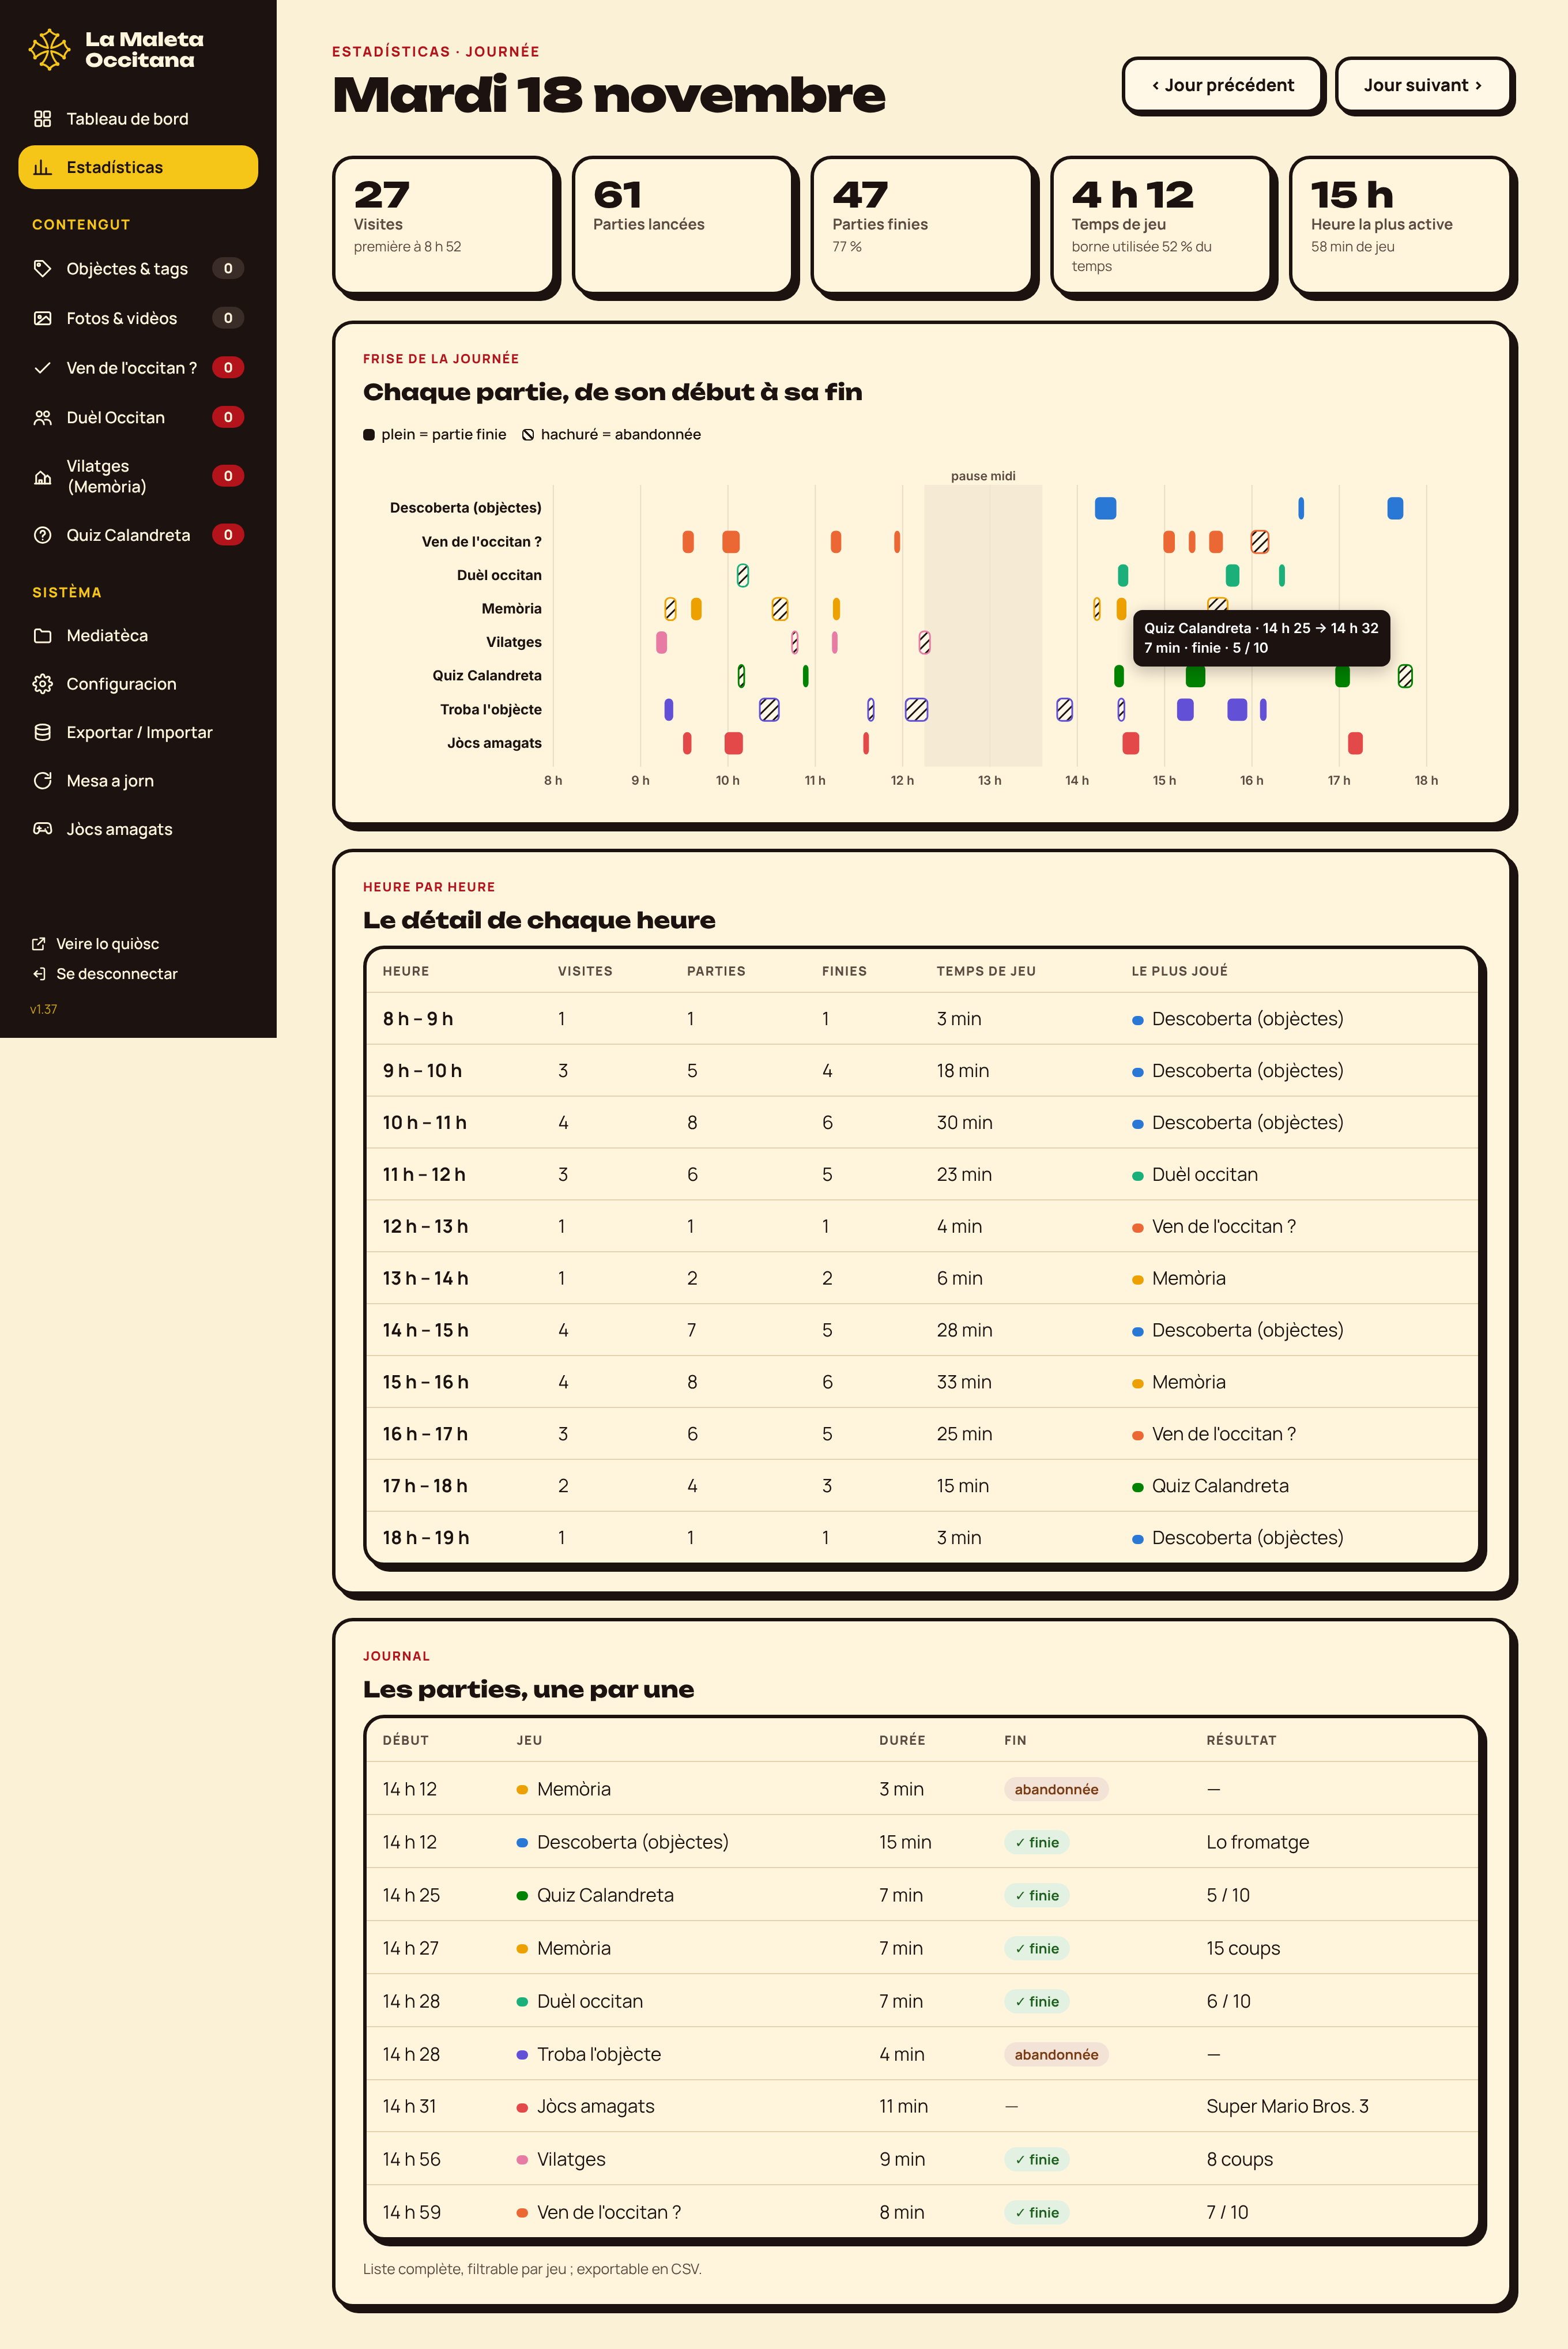 La Maleta
Occitana
Tableau de bord
Estadísticas
CONTENGUT
Objèctes & tags 0
Fotos & vidèos 0
Ven de l'occitan ? 0
Duèl Occitan 0
Vilatges
(Memòria) 0
Quiz Calandreta 0
SISTÈMA
Mediatèca
Configuracion
Exportar / Importar
Mesa a jorn
Jòcs amagats
Veire lo quiòsc
Se desconnectar
v1.37
ESTADÍSTICAS · JOURNÉE
Mardi 18 novembre
‹ Jour précédent
Jour suivant ›
27
Visites
première à 8 h 52
61
Parties lancées
47
Parties finies
77 %
4 h 12
Temps de jeu
borne utilisée 52 % du
temps
15 h
Heure la plus active
58 min de jeu
FRISE DE LA JOURNÉE
Chaque partie, de son début à sa fin
plein = partie finie hachuré = abandonnée
pause midi
Descoberta (objèctes)
Ven de l'occitan ?
Duèl occitan
Memòria
Vilatges
Quiz Calandreta
Troba l'objècte
Jòcs amagats
Quiz Calandreta · 14 h 25 → 14 h 32
7 min · finie · 5 / 10
8 h 9 h 10 h 11 h 12 h 13 h 14 h 15 h 16 h 17 h 18 h
HEURE PAR HEURE
Le détail de chaque heure
HEURE VISITES PARTIES FINIES TEMPS DE JEU LE PLUS JOUÉ
8 h – 9 h 1 1 1 3 min Descoberta (objèctes)
9 h – 10 h 3 5 4 18 min Descoberta (objèctes)
10 h – 11 h 4 8 6 30 min Descoberta (objèctes)
11 h – 12 h 3 6 5 23 min Duèl occitan
12 h – 13 h 1 1 1 4 min Ven de l'occitan ?
13 h – 14 h 1 2 2 6 min Memòria
14 h – 15 h 4 7 5 28 min Descoberta (objèctes)
15 h – 16 h 4 8 6 33 min Memòria
16 h – 17 h 3 6 5 25 min Ven de l'occitan ?
17 h – 18 h 2 4 3 15 min Quiz Calandreta
18 h – 19 h 1 1 1 3 min Descoberta (objèctes)
JOURNAL
Les parties, une par une
DÉBUT JEU DURÉE FIN RÉSULTAT
14 h 12 Memòria 3 min abandonnée —
14 h 12 Descoberta (objèctes) 15 min ✓ finie Lo fromatge
14 h 25 Quiz Calandreta 7 min ✓ finie 5 / 10
14 h 27 Memòria 7 min ✓ finie 15 coups
14 h 28 Duèl occitan 7 min ✓ finie 6 / 10
14 h 28 Troba l'objècte 4 min abandonnée —
14 h 31 Jòcs amagats 11 min — Super Mario Bros. 3
14 h 56 Vilatges 9 min ✓ finie 8 coups
14 h 59 Ven de l'occitan ? 8 min ✓ finie 7 / 10
Liste complète, filtrable par jeu ; exportable en CSV.